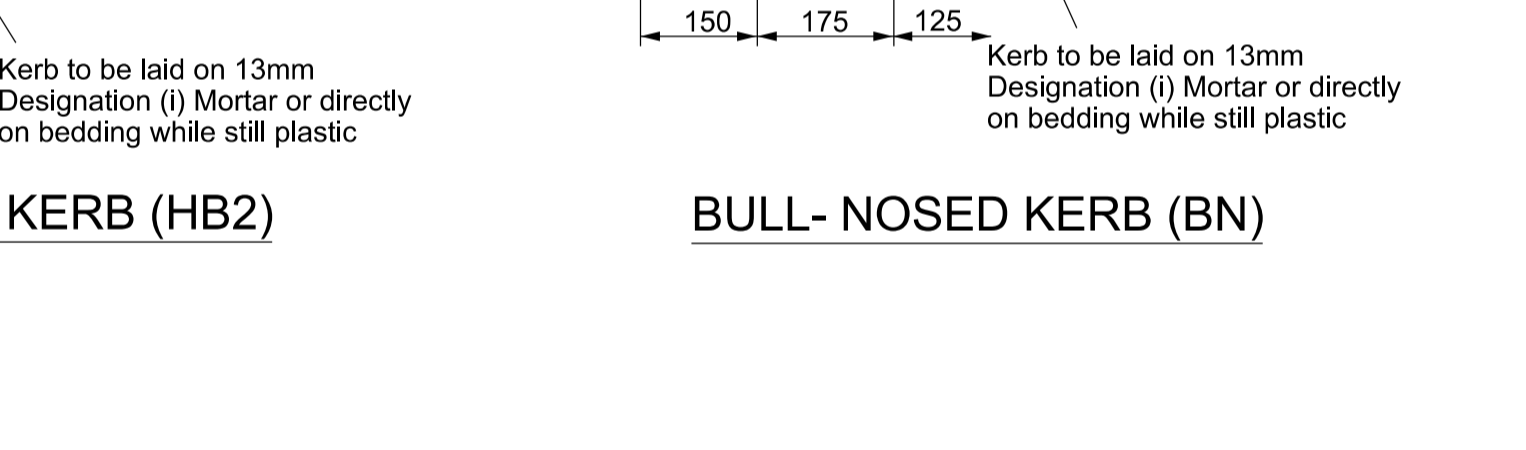 150 175 125
Kerb to be laid on 13mm
Designation (i) Mortar or directly
on bedding while still plastic
Kerb to be laid on 13mm
Designation (i) Mortar or directly
on bedding while still plastic
KERB (HB2)
BULL- NOSED KERB (BN)